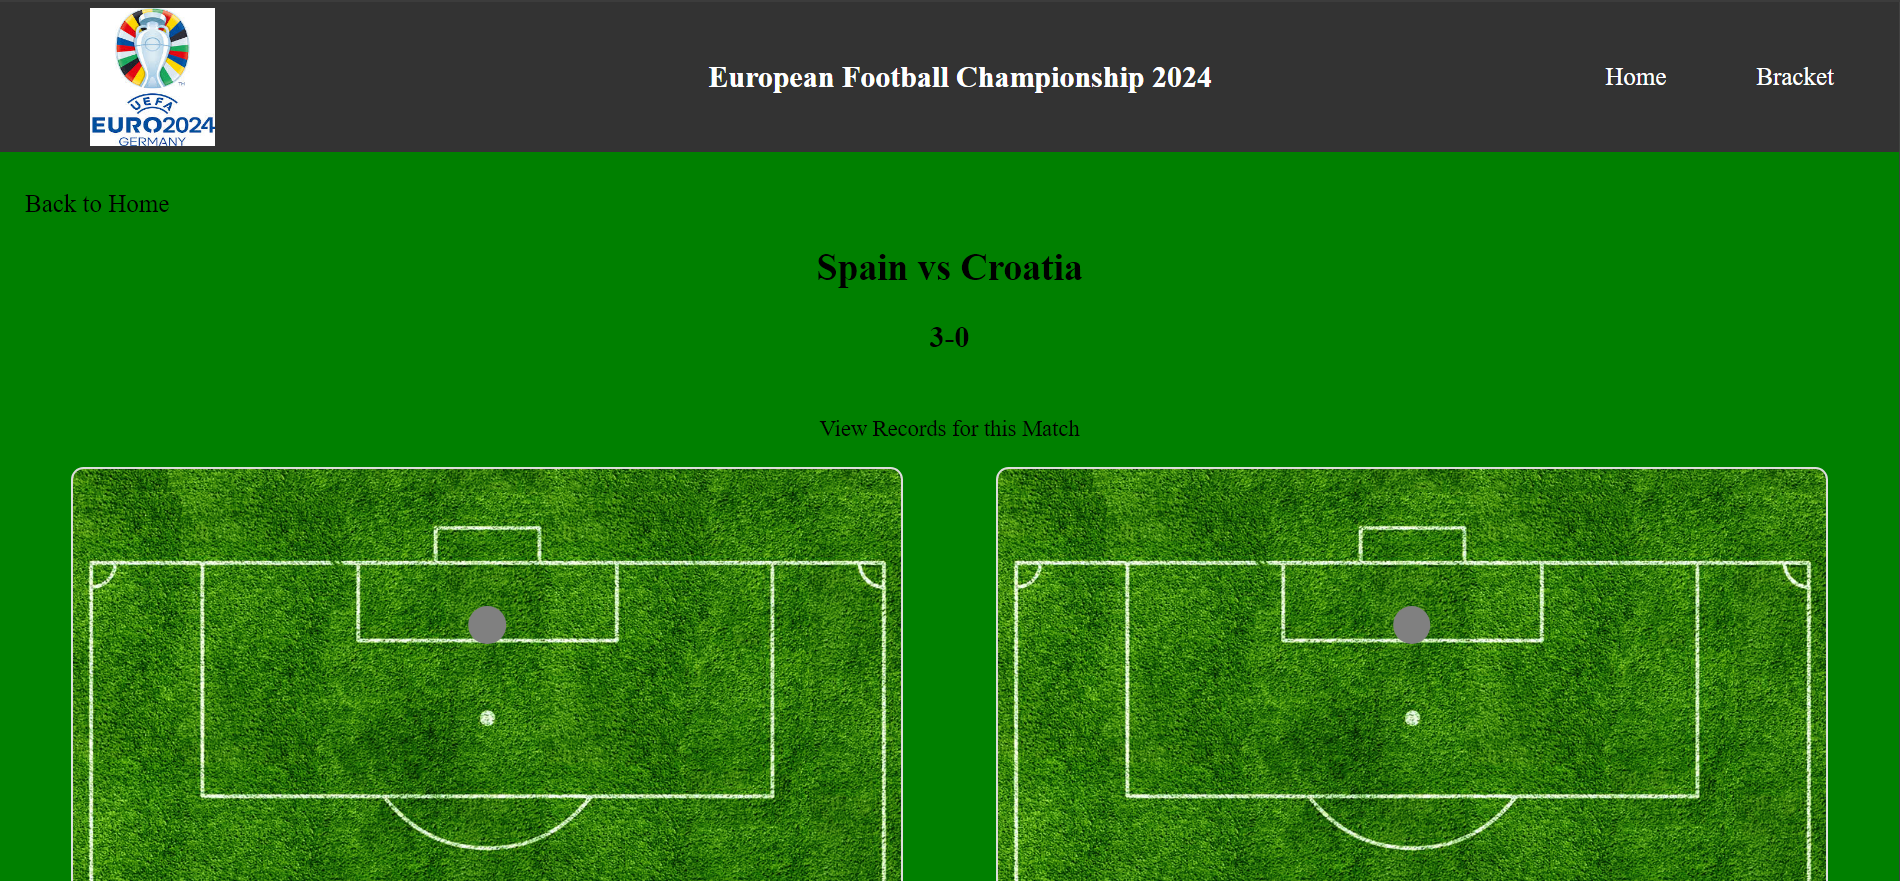 UEFA
EURO2024
GERMANY
TM
European Football Championship 2024
Home
Bracket
Back to Home
Spain vs Croatia
3-0
View Records for this Match